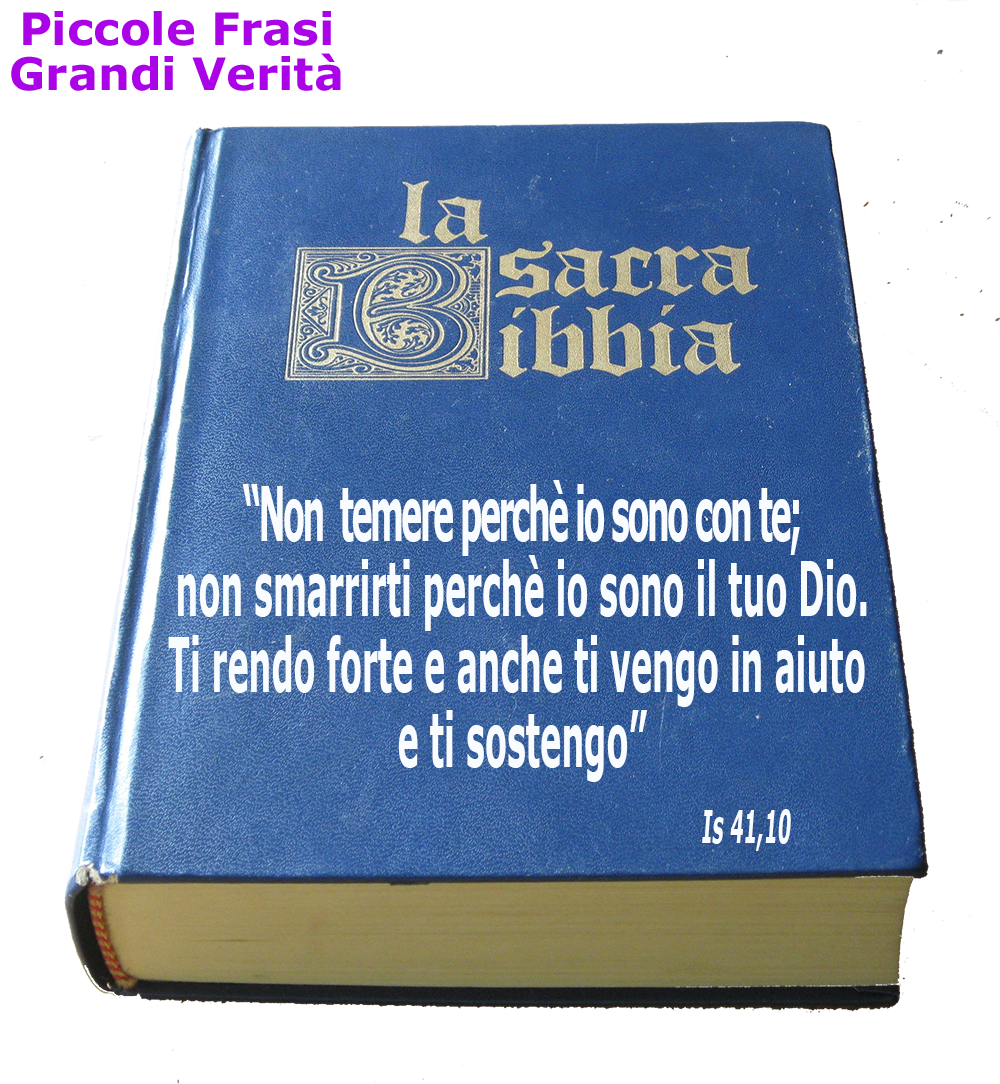 Piccole Frasi
Grandi Verità
la
sacra
Bibbia
“Non temere perchè io sono con te;
non smarrirti perchè io sono il tuo Dio.
Ti rendo forte e anche ti vengo in aiuto
e ti sostengo”
Is 41,10